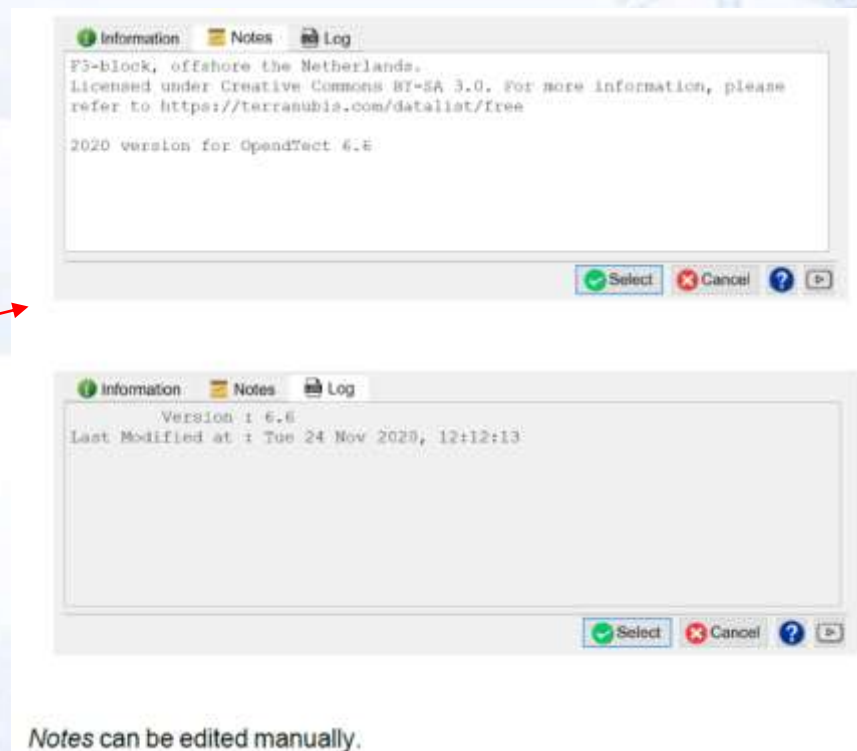 Information Notes Log
F3-block, offshore the Netherlands.
Licensed under Creative Commons BY-SA 3.0. For more information, please
refer to https://terranubis.com/datalist/free
2020 version for OpendTect 6.6
Select Cancel ?
Information Notes Log
Version : 6.6
Last Modified at : Tue 24 Nov 2020, 12:12:13
Select Cancel ?
Notes can be edited manually.